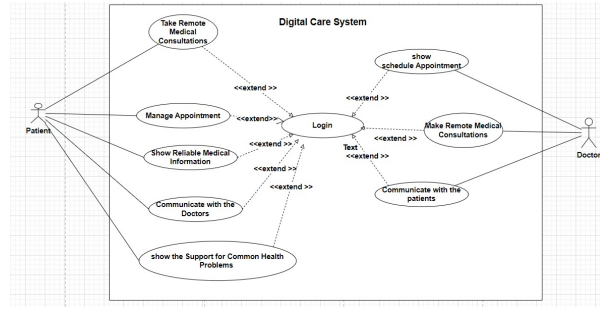 Digital Care System
Take Remote
Medical
Consultations
show
schedule Appointment
<<extend >>
<<extend >>
Patient
Manage Appointment
<<extend >>
Login
Make Remote Medical
Consultations
<<extend >>
Doctor
Show Reliable Medical
Information
<<extend >>
Text
<<extend >>
<<extend >>
Communicate with the
Doctors
<<extend >>
Communicate with the
patients
show the Support for Common Health
Problems